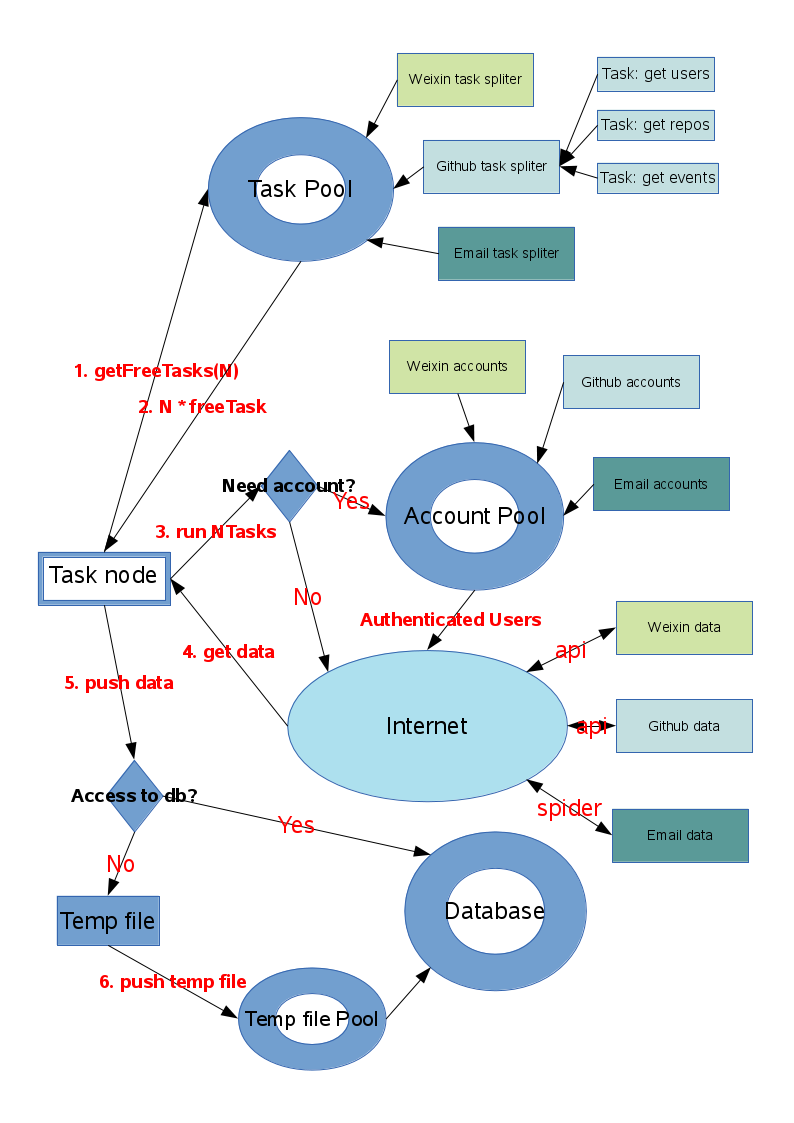 Weixin task spliter
Task: get users
Task: get repos
Github task spliter
Task: get events
Task Pool
Email task spliter
1. getFreeTasks(N)
2. N * freeTask
Weixin accounts
Github accounts
Email accounts
Need account?
Yes
Account Pool
3. run NTasks
Task node
No
Authenticated Users
4. get data
api
Weixin data
5. push data
Internet
api
Github data
Access to db?
spider
Email data
Yes
No
Temp file
Database
6. push temp file
Temp file Pool